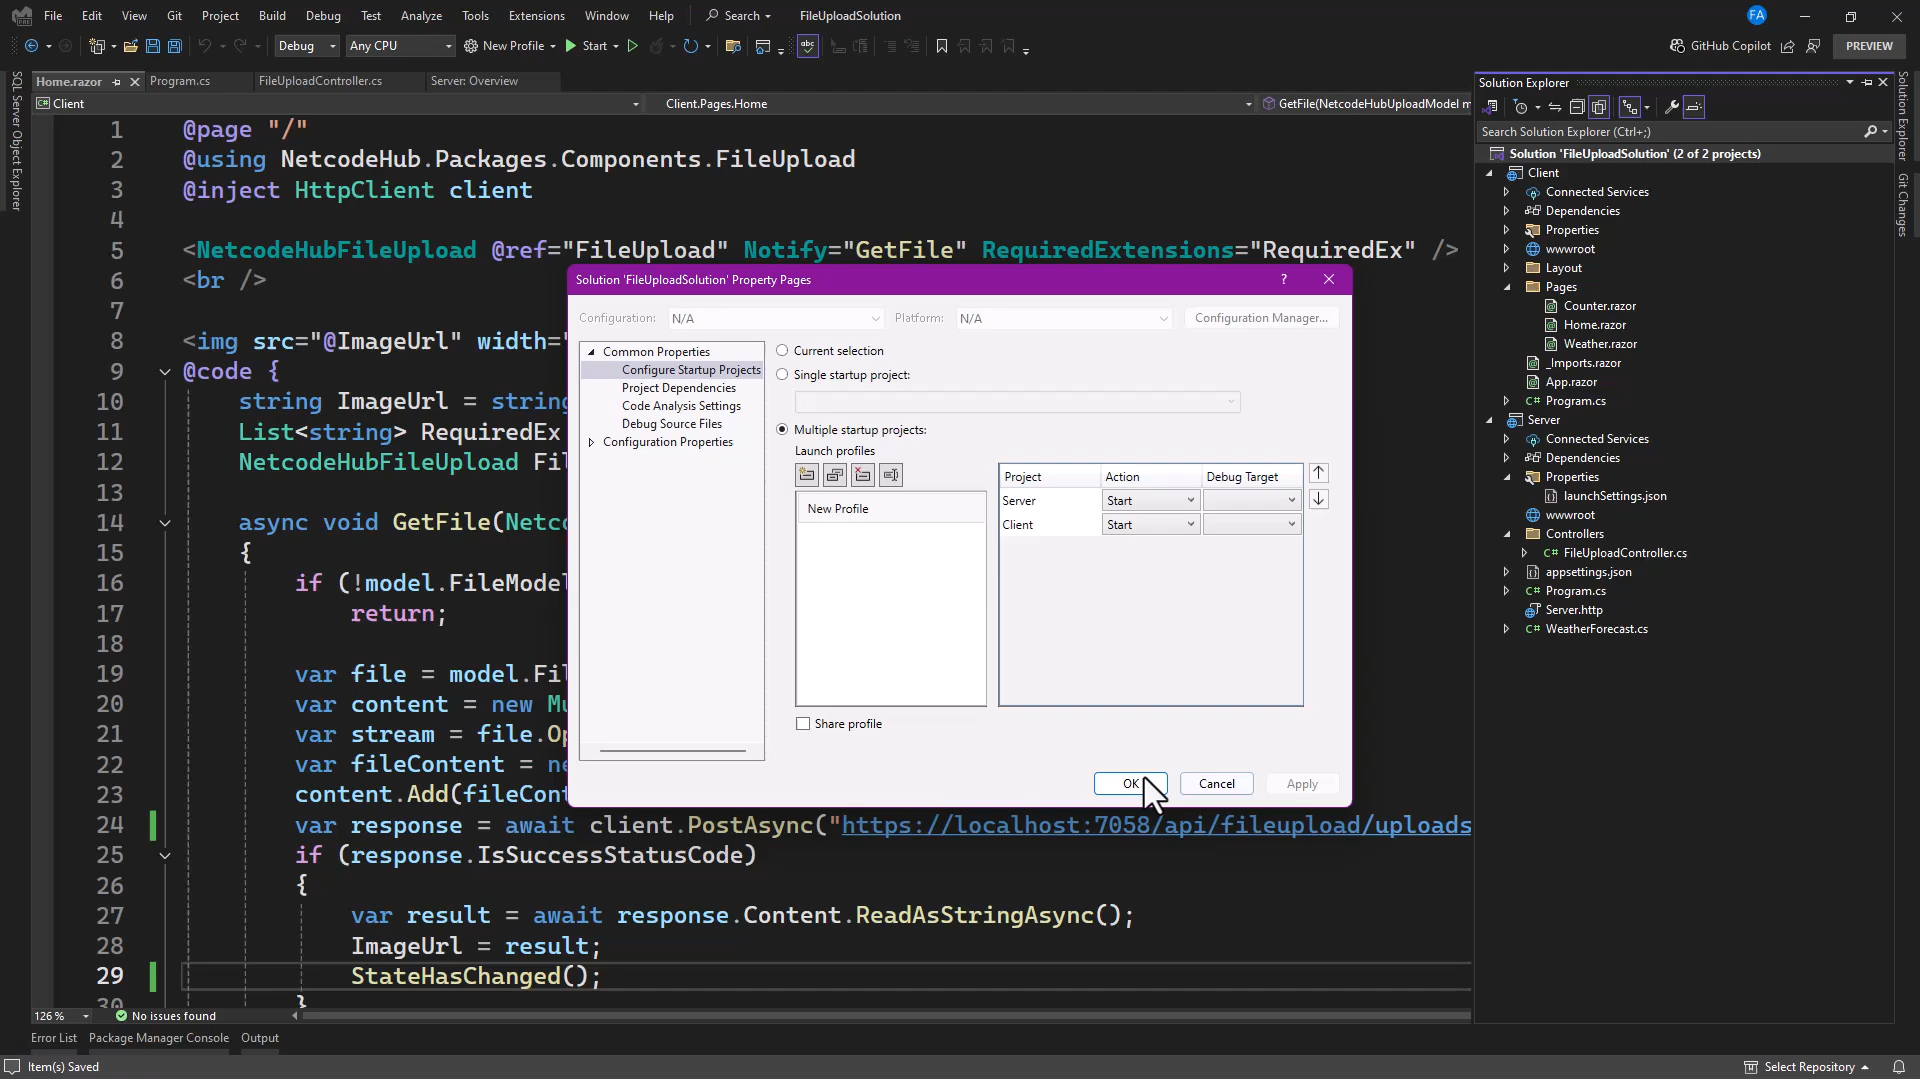 File Edit View Git Project Build Debug Test Analyze Tools Extensions Window Help Search FileUploadSolution FA
Debug Any CPU New Profile Start abc GitHub Copilot PREVIEW
Home.razor Program.cs FileUploadController.cs Server: Overview
Client Client.Pages.Home GetFile(NetcodeHubUploadModel m
SQL Server Object Explorer
1 @page "/"
2 @using NetcodeHub.Packages.Components.FileUpload
3 @inject HttpClient client
4
5 <NetcodeHubFileUpload @ref="FileUpload" Notify="GetFile" RequiredExtensions="RequiredEx" />
6 <br />
7
8 <img src="@ImageUrl" width="
9 @code {
10 string ImageUrl = string
11 List<string> RequiredEx
12 NetcodeHubFileUpload Fil
13
14 async void GetFile(Netco
15 {
16 if (!model.FileModel
17 return;
18
19 var file = model.Fil
20 var content = new Mu
21 var stream = file.Op
22 var fileContent = ne
23 content.Add(fileCont
24 var response = await client.PostAsync("https://localhost:7058/api/fileupload/uploads
25 if (response.IsSuccessStatusCode)
26 {
27 var result = await response.Content.ReadAsStringAsync();
28 ImageUrl = result;
29 StateHasChanged();
30 }
Solution 'FileUploadSolution' Property Pages
Configuration: N/A Platform: N/A Configuration Manager...
Common Properties
Configure Startup Projects
Project Dependencies
Code Analysis Settings
Debug Source Files
Configuration Properties
Current selection
Single startup project:
Multiple startup projects:
Launch profiles
New Profile
Project Action Debug Target
Server Start
Client Start
Share profile
OK Cancel Apply
Solution Explorer
Search Solution Explorer (Ctrl+;)
Solution 'FileUploadSolution' (2 of 2 projects)
Client
Connected Services
Dependencies
Properties
wwwroot
Layout
Pages
Counter.razor
Home.razor
Weather.razor
_Imports.razor
App.razor
C# Program.cs
Server
Connected Services
Dependencies
Properties
launchSettings.json
wwwroot
Controllers
C# FileUploadController.cs
appsettings.json
C# Program.cs
Server.http
C# WeatherForecast.cs
Solution Explorer
Git Changes
126 % No issues found
Error List Package Manager Console Output
Item(s) Saved Select Repository